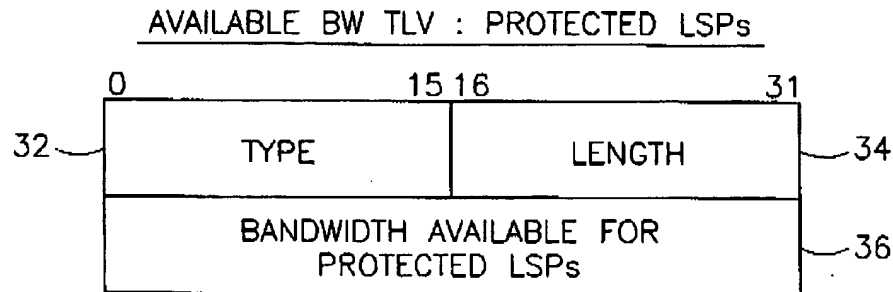 AVAILABLE BW TLV : PROTECTED LSPs
0 15 16 31
32 TYPE LENGTH 34
BANDWIDTH AVAILABLE FOR
PROTECTED LSPs
36